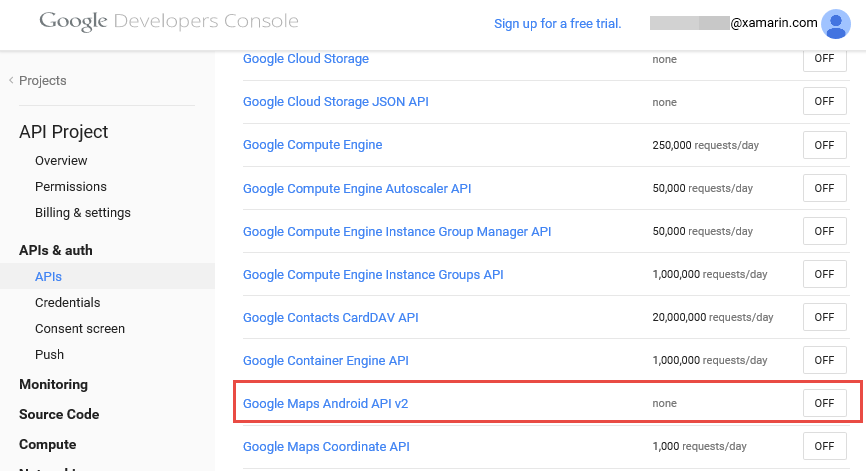 Google Developers Console
Sign up for a free trial.
@xamarin.com
Projects
API Project
Overview
Permissions
Billing & settings
APIs & auth
APIs
Credentials
Consent screen
Push
Monitoring
Source Code
Compute
Google Cloud Storage none OFF
Google Cloud Storage JSON API none OFF
Google Compute Engine 250,000 requests/day OFF
Google Compute Engine Autoscaler API 50,000 requests/day OFF
Google Compute Engine Instance Group Manager API 50,000 requests/day OFF
Google Compute Engine Instance Groups API 1,000,000 requests/day OFF
Google Contacts CardDAV API 20,000,000 requests/day OFF
Google Container Engine API 1,000,000 requests/day OFF
Google Maps Android API v2 none OFF
Google Maps Coordinate API 1,000 requests/day OFF